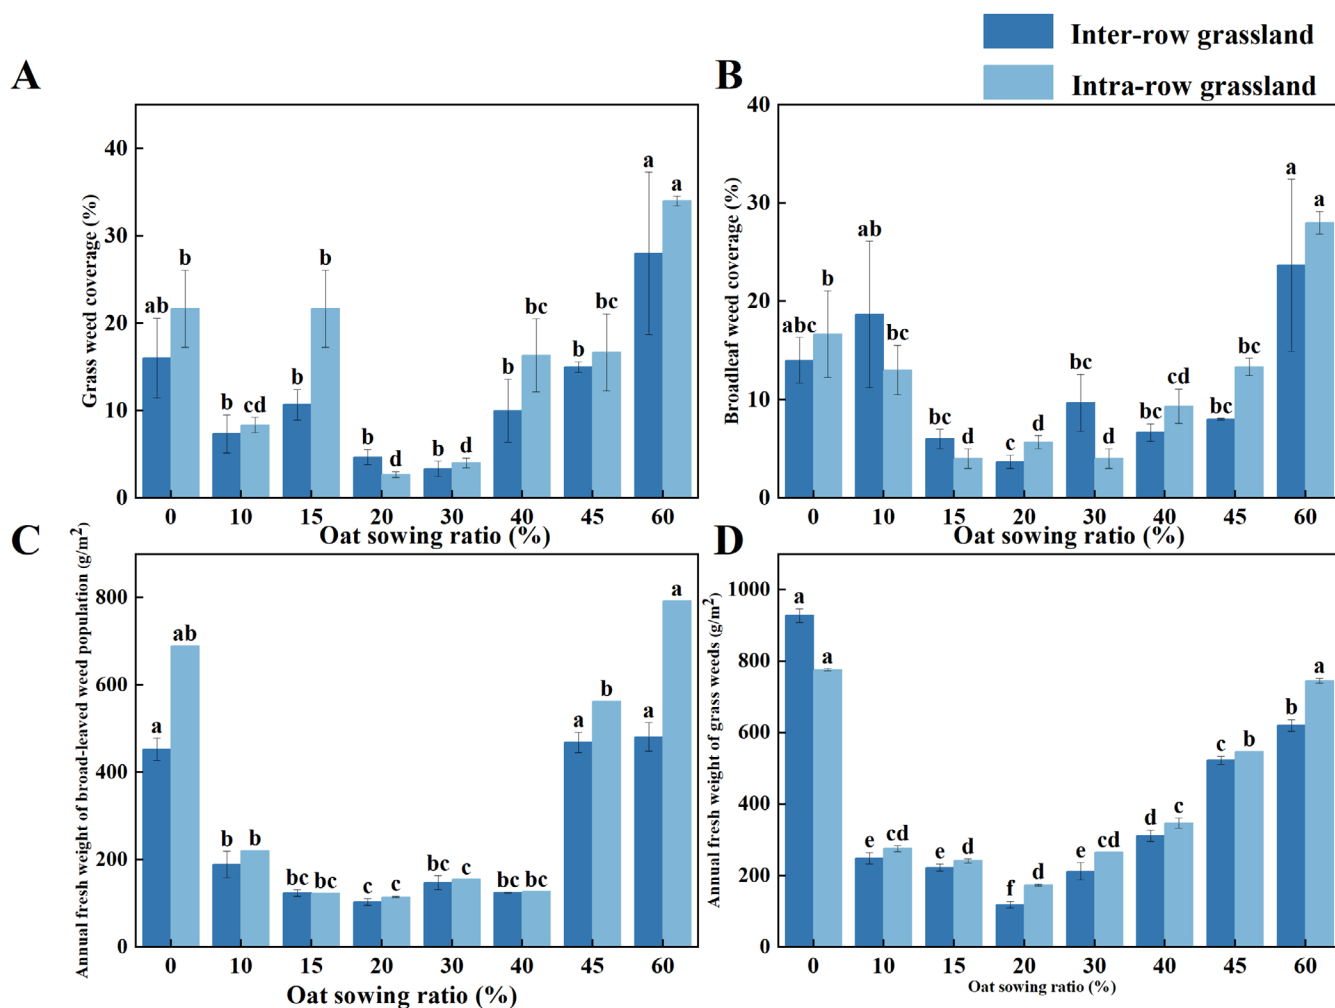 Inter-row grassland
Intra-row grassland
A
Grass weed coverage (%)
40
30
20
10
0
ab
b
b
cd
b
b
b
d
b
d
b
bc
b
bc
a
a
0 10 15 20 30 40 45 60
Oat sowing ratio (%)
B
Broadleaf weed coverage (%)
40
30
20
10
0
abc
b
ab
bc
bc
d
c
d
bc
d
bc
cd
bc
bc
a
a
0 10 15 20 30 40 45 60
Oat sowing ratio (%)
C
Annual fresh weight of broad-leaved weed population (g/m²)
800
600
400
200
0
a
ab
b
b
bc
bc
c
c
bc
c
bc
bc
a
b
a
a
0 10 15 20 30 40 45 60
Oat sowing ratio (%)
D
Annual fresh weight of grass weeds (g/m²)
1000
800
600
400
200
0
a
a
e
cd
e
d
f
d
e
cd
d
c
c
b
b
a
0 10 15 20 30 40 45 60
Oat sowing ratio (%)